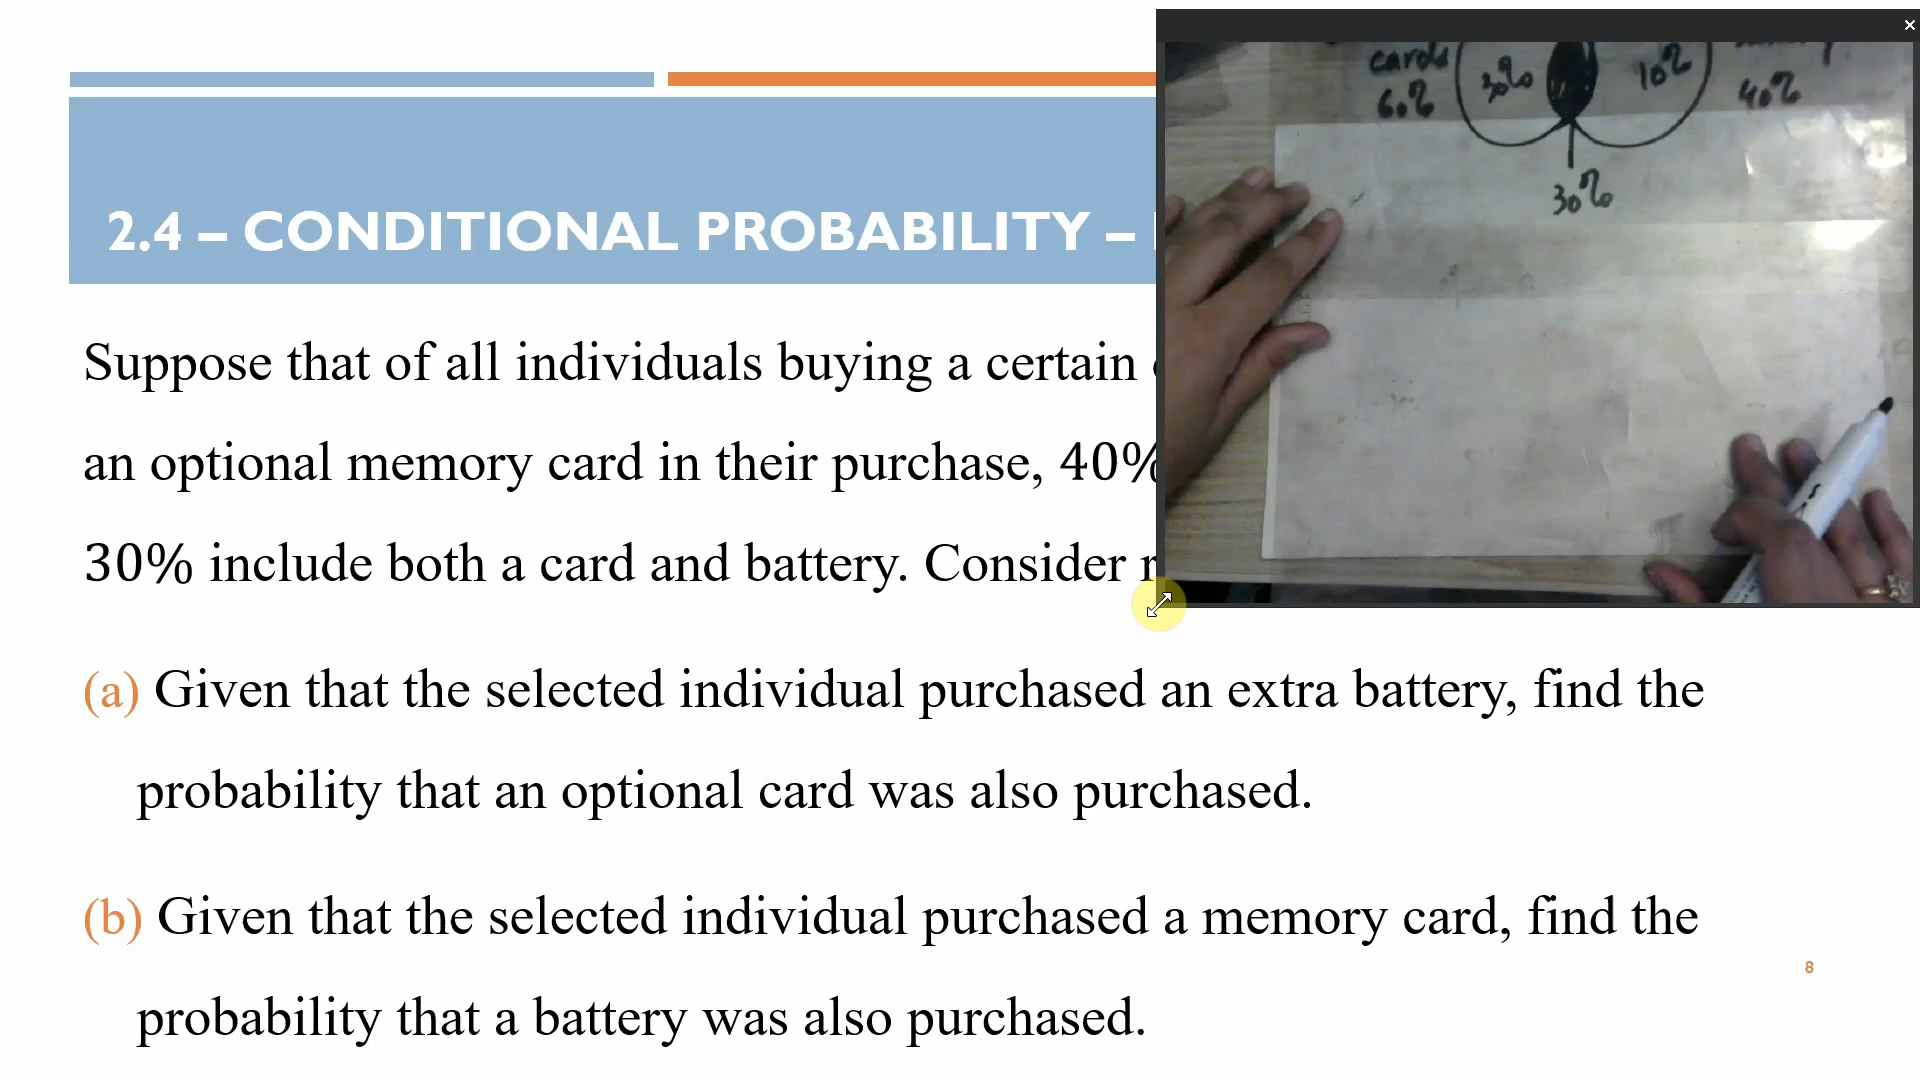 2.4 – CONDITIONAL PROBABILITY –
Suppose that of all individuals buying a certain
an optional memory card in their purchase, 40%
30% include both a card and battery. Consider
(a) Given that the selected individual purchased an extra battery, find the
probability that an optional card was also purchased.
(b) Given that the selected individual purchased a memory card, find the
probability that a battery was also purchased.
8
cards
60%
30%
10%
40%
30%